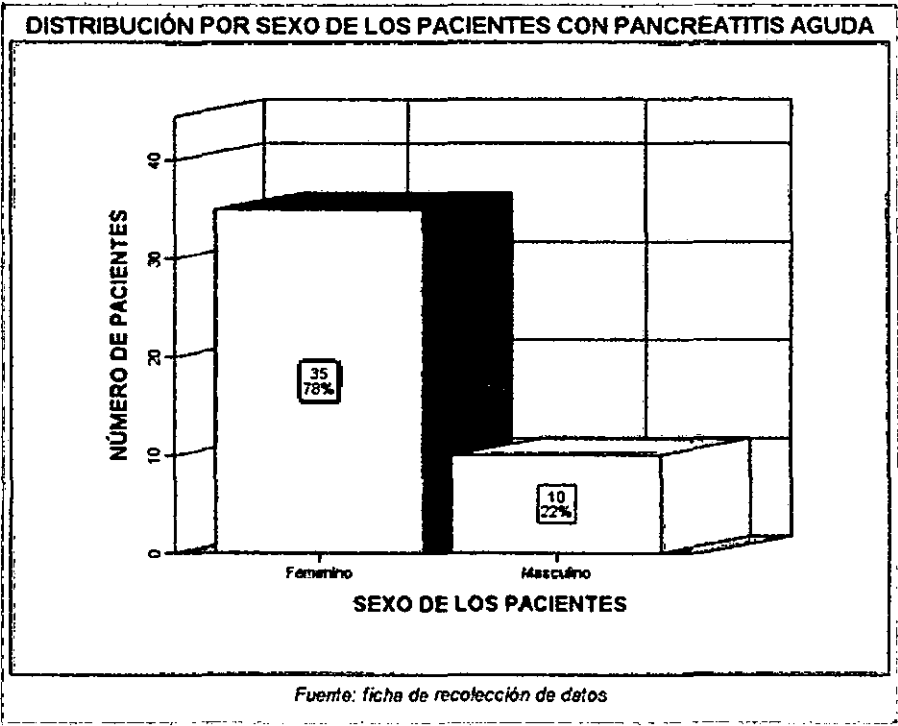 DISTRIBUCIÓN POR SEXO DE LOS PACIENTES CON PANCREATITIS AGUDA
NÚMERO DE PACIENTES
40
30
20
10
0
35
78%
10
22%
Femenino
Masculino
SEXO DE LOS PACIENTES
Fuente: ficha de recolección de datos